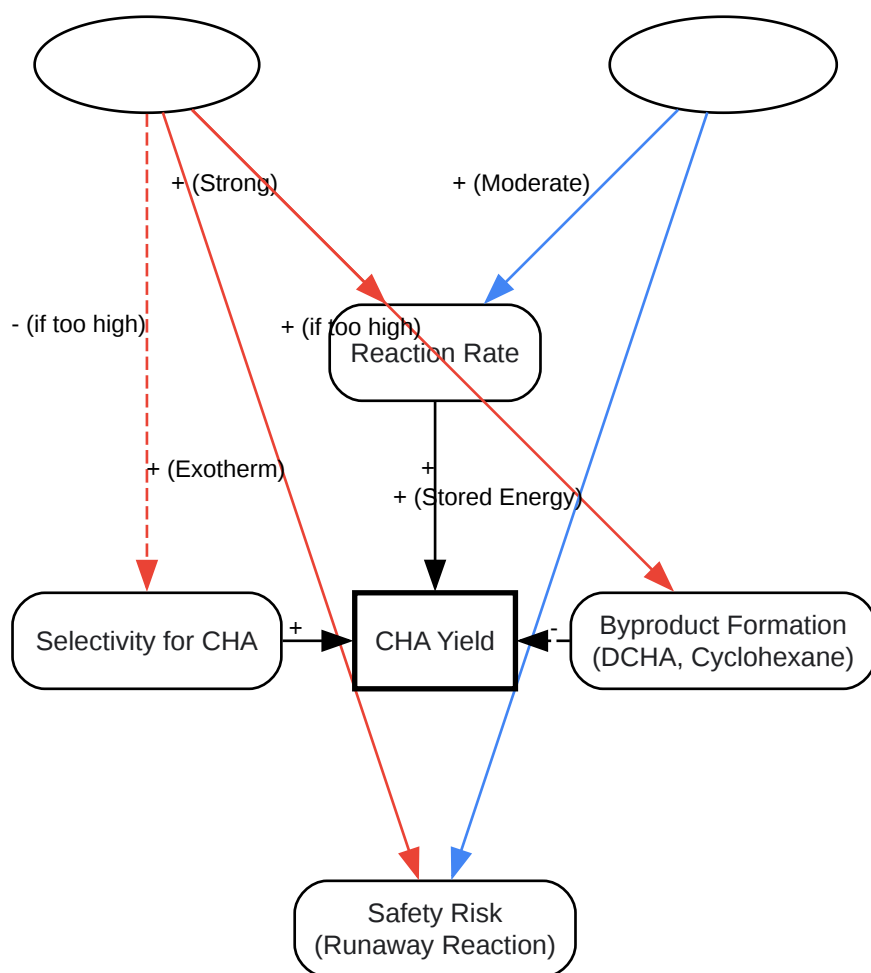 + (Strong)
+ (Moderate)
- (if too high)
+ (if too high)
Reaction Rate
+ (Exotherm)
+
+ (Stored Energy)
Selectivity for CHA
+
CHA Yield
-
Byproduct Formation
(DCHA, Cyclohexane)
Safety Risk
(Runaway Reaction)